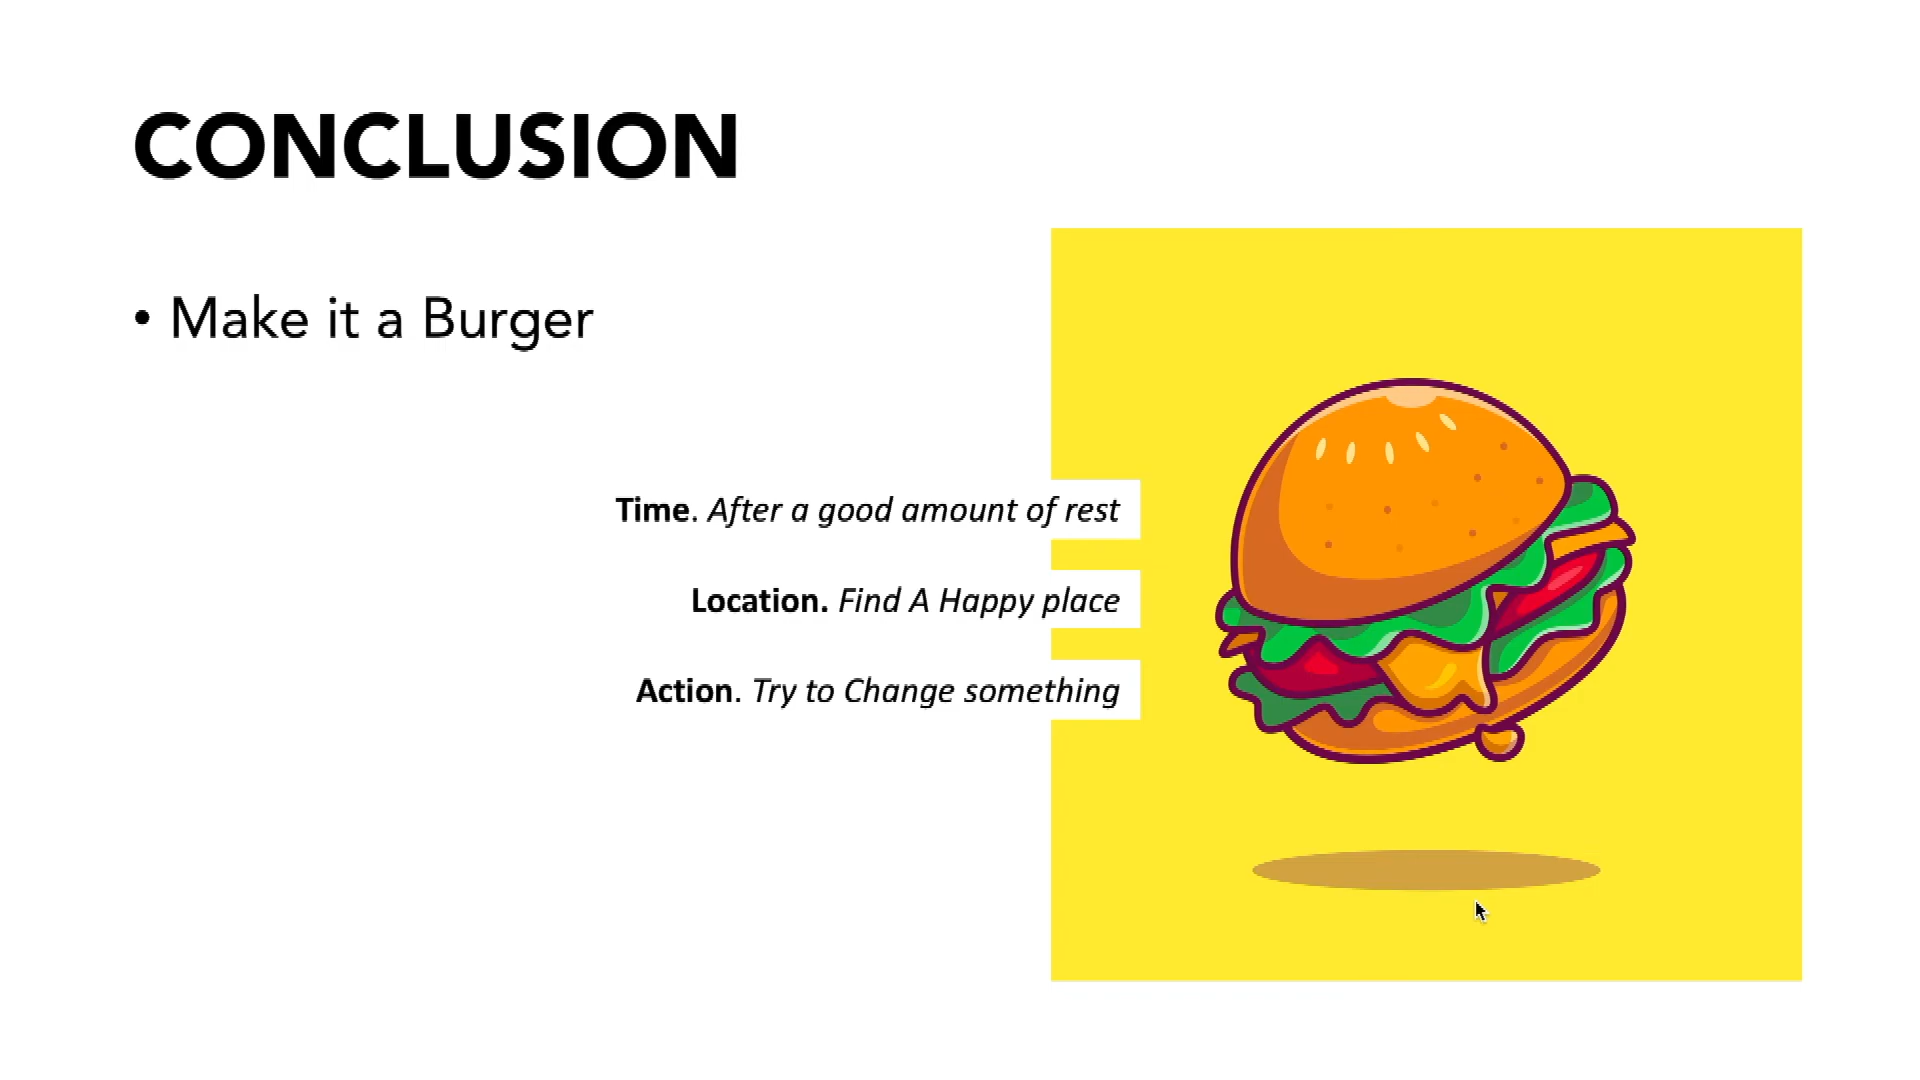 CONCLUSION
• Make it a Burger
Time. After a good amount of rest
Location. Find A Happy place
Action. Try to Change something